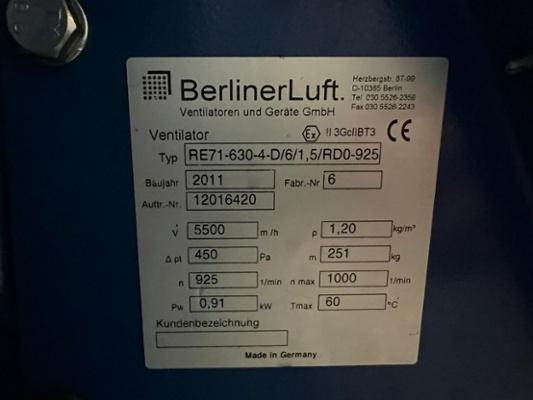 BerlinerLuft.
Ventilatoren und Geräte GmbH
Herzbergstr. 87-99
D-10365 Berlin
Tel 030 5526-2356
Fax 030 5526-2243
Ventilator Ex II 3GcIIBT3 CE
Typ RE71-630-4-D/6/1,5/RD0-925
Baujahr 2011 Fabr.-Nr 6
Auftr.-Nr. 12016420
V̇ 5500 m /h ρ 1,20 kg/m³
Δ pt 450 Pa m 251 kg
n 925 1/min n max 1000 1/min
Pw 0,91 kW Tmax 60 °C
Kundenbezeichnung
Made in Germany